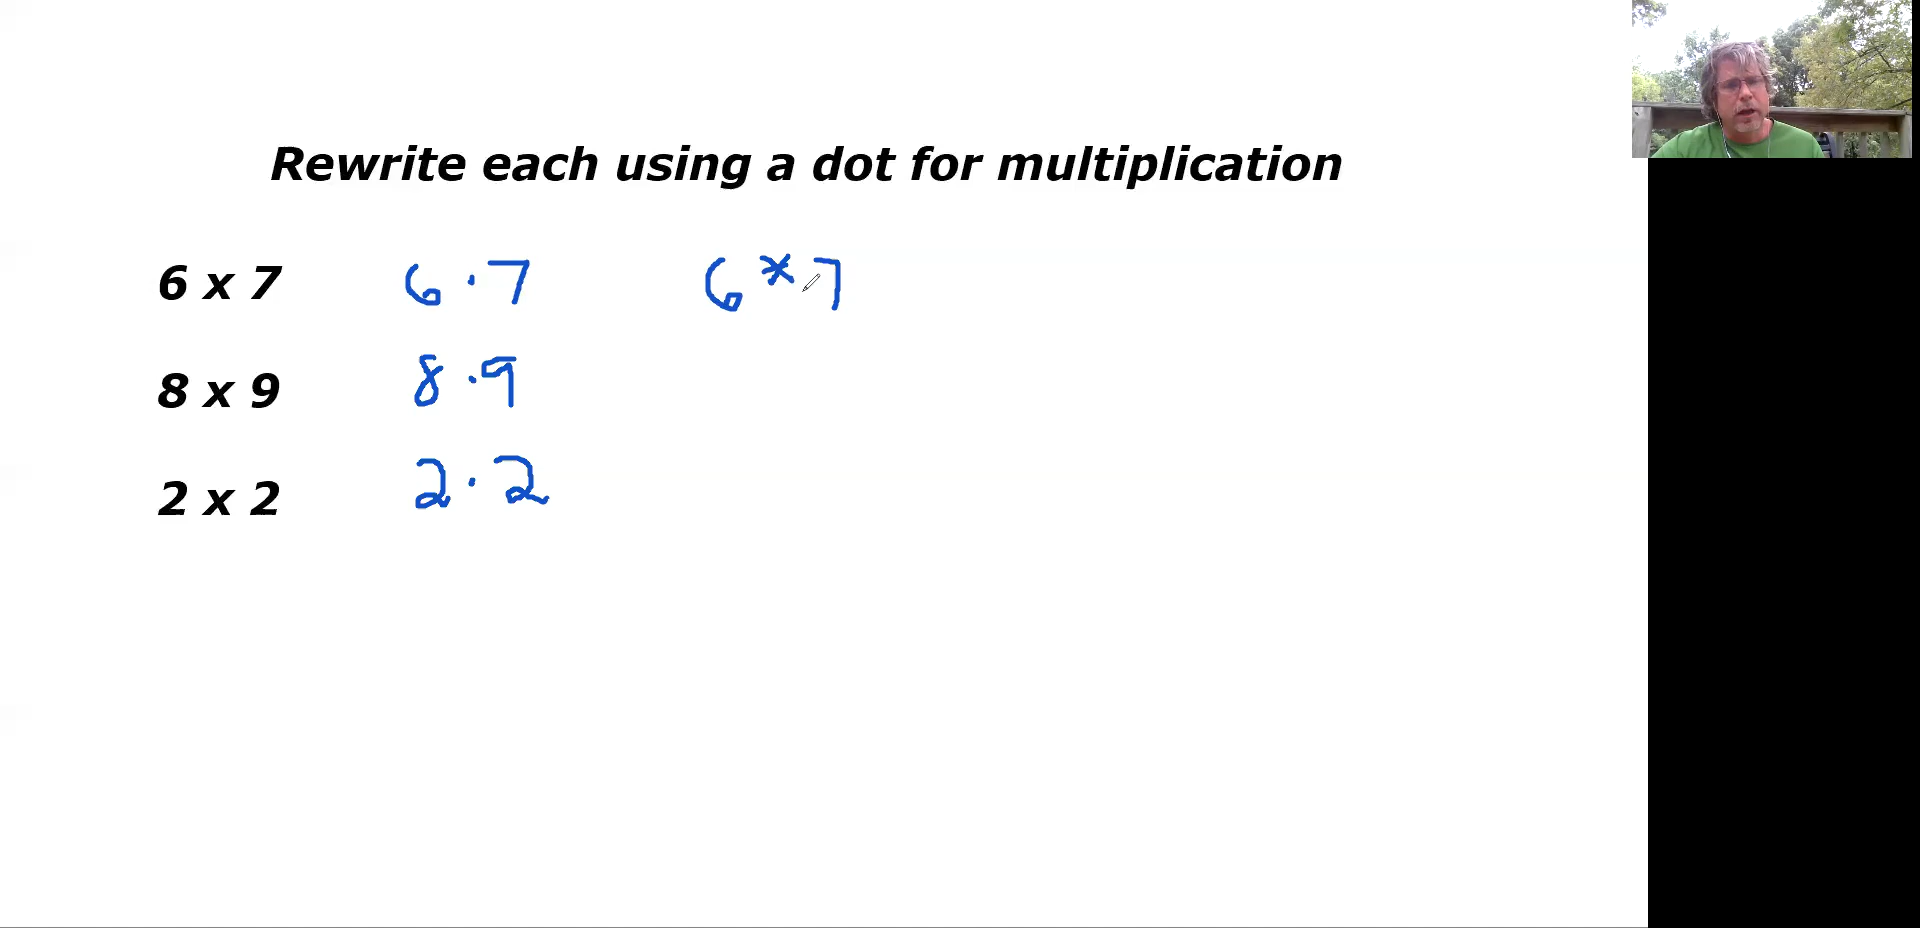 Rewrite each using a dot for multiplication
6 x 7 6 · 7 6 * 7
8 x 9 8 · 9
2 x 2 2 · 2